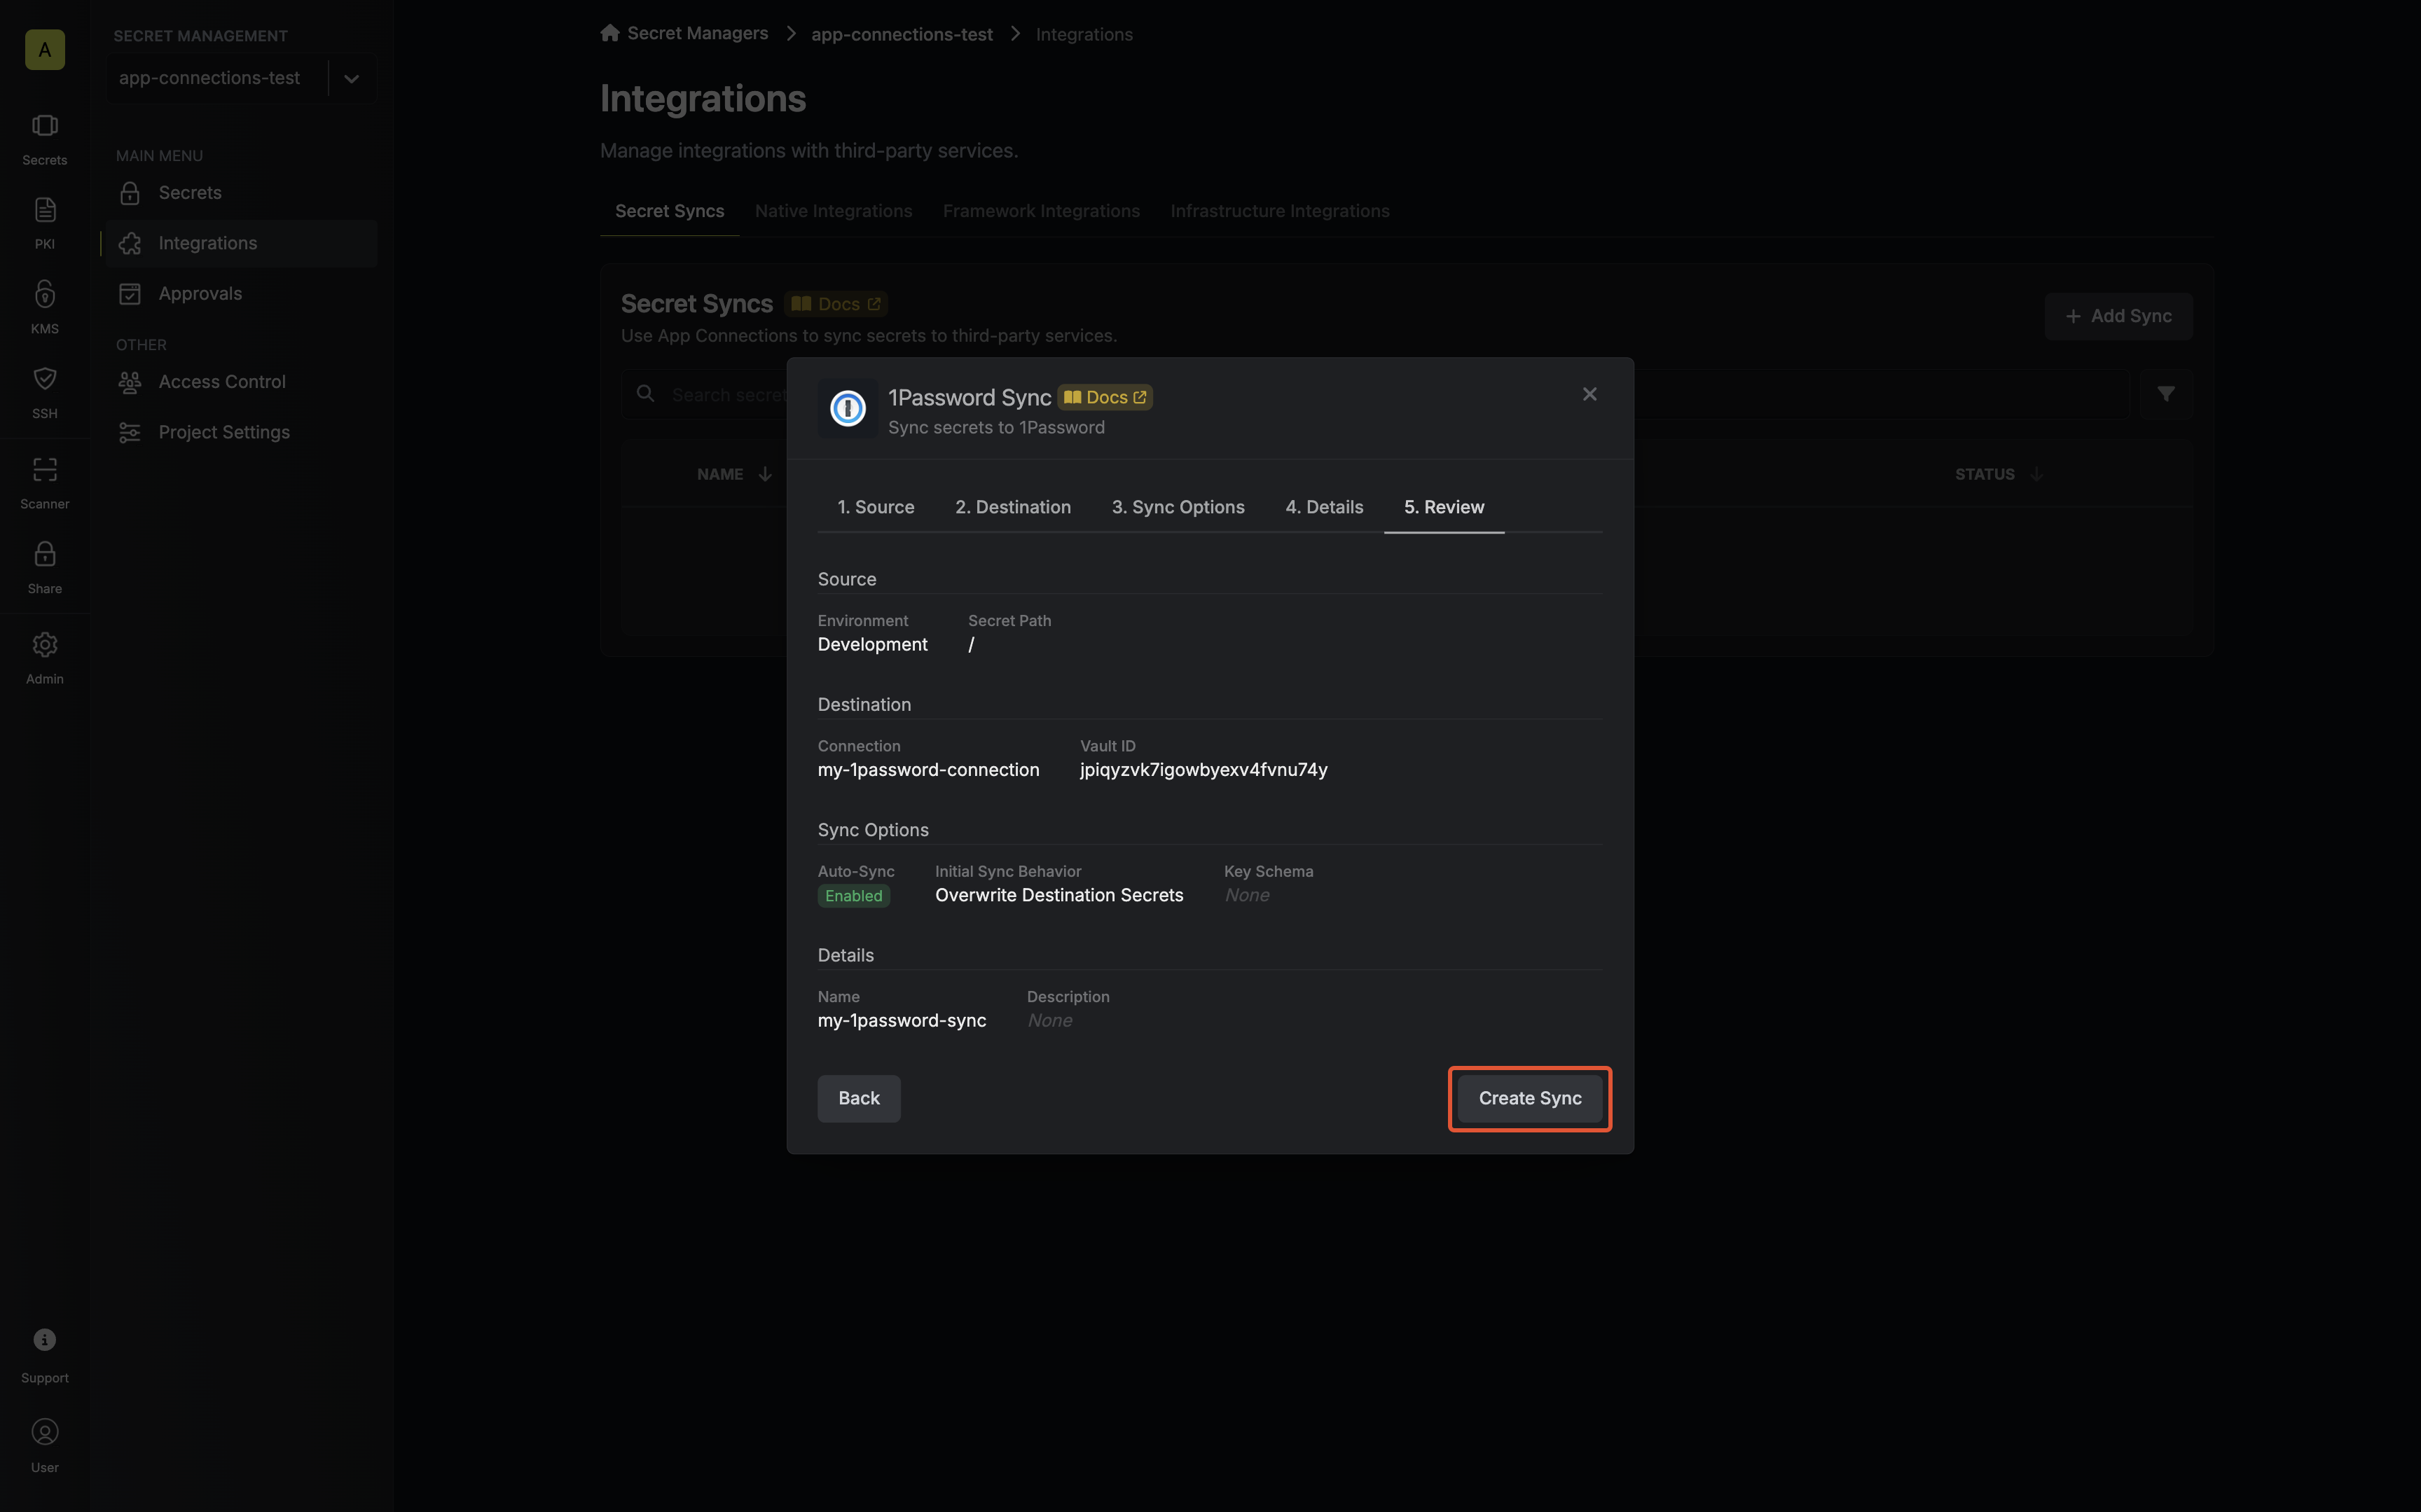 A
Secrets
PKI
KMS
SSH
Scanner
Share
Admin
Support
User
SECRET MANAGEMENT
app-connections-test
MAIN MENU
Secrets
Integrations
Approvals
OTHER
Access Control
Project Settings
Secret Managers > app-connections-test > Integrations
Integrations
Manage integrations with third-party services.
Secret Syncs Native Integrations Framework Integrations Infrastructure Integrations
Secret Syncs Docs
+ Add Sync
Use App Connections to sync secrets to third-party services.
Search secret
NAME STATUS
1Password Sync Docs
Sync secrets to 1Password
1. Source 2. Destination 3. Sync Options 4. Details 5. Review
Source
Environment Secret Path
Development /
Destination
Connection Vault ID
my-1password-connection jpiqyzvk7igowbyexv4fvnu74y
Sync Options
Auto-Sync Initial Sync Behavior Key Schema
Enabled Overwrite Destination Secrets None
Details
Name Description
my-1password-sync None
Back Create Sync